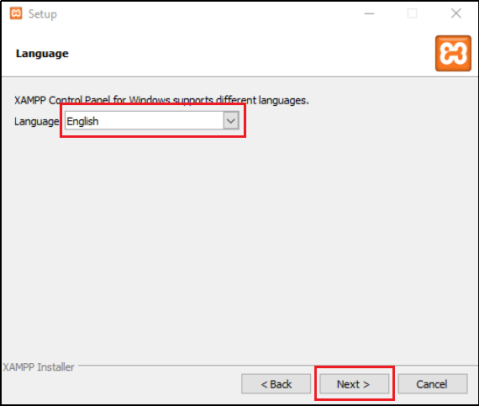 Setup
Language
XAMPP Control Panel for Windows supports different languages.
Language English
XAMPP Installer
< Back Next > Cancel